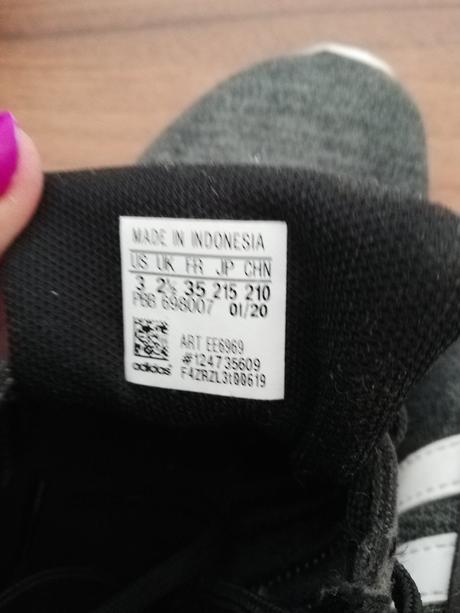 MADE IN INDONESIA
US UK FR JP CHN
3 2½ 35 215 210
PBB 698007 01/20
ART EE6969
#124735609
adidas